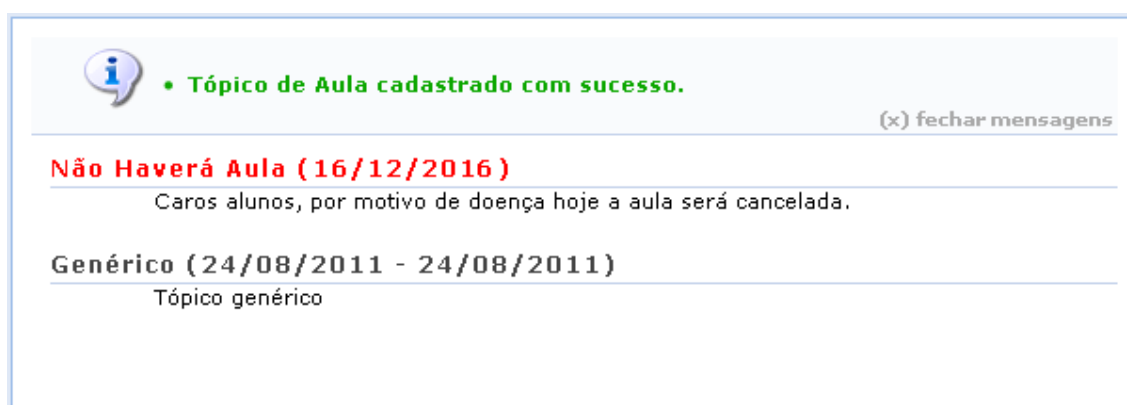 • Tópico de Aula cadastrado com sucesso.
(x) fechar mensagens
Não Haverá Aula (16/12/2016)
Caros alunos, por motivo de doença hoje a aula será cancelada.
Genérico (24/08/2011 - 24/08/2011)
Tópico genérico